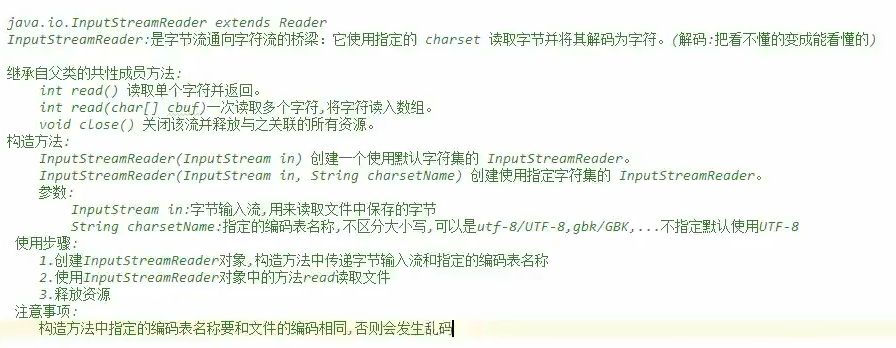 java.io.InputStreamReader extends Reader
InputStreamReader:是字节流通向字符流的桥梁：它使用指定的 charset 读取字节并将其解码为字符。(解码:把看不懂的变成能看懂的)
继承自父类的共性成员方法:
int read() 读取单个字符并返回。
int read(char[] cbuf)一次读取多个字符,将字符读入数组。
void close() 关闭该流并释放与之关联的所有资源。
构造方法:
InputStreamReader(InputStream in) 创建一个使用默认字符集的 InputStreamReader。
InputStreamReader(InputStream in, String charsetName) 创建使用指定字符集的 InputStreamReader。
参数:
InputStream in:字节输入流,用来读取文件中保存的字节
String charsetName:指定的编码表名称,不区分大小写,可以是utf-8/UTF-8,gbk/GBK,...不指定默认使用UTF-8
使用步骤:
1.创建InputStreamReader对象,构造方法中传递字节输入流和指定的编码表名称
2.使用InputStreamReader对象中的方法read读取文件
3.释放资源
注意事项:
构造方法中指定的编码表名称要和文件的编码相同,否则会发生乱码